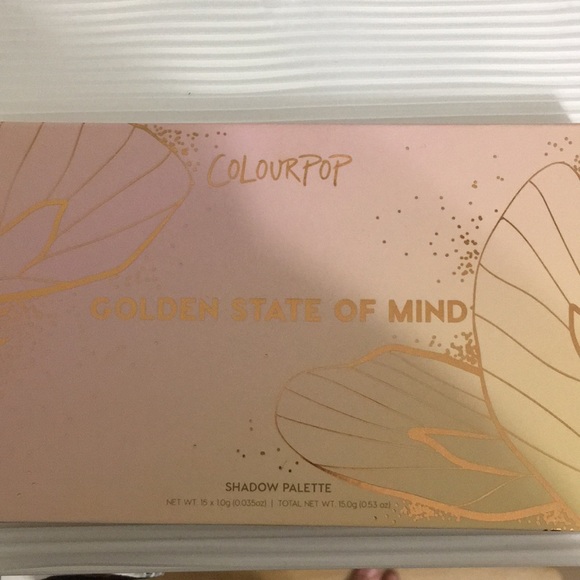 COLOURPOP
GOLDEN STATE OF MIND
SHADOW PALETTE
NET WT. 15 x 1.0g (0.035oz) | TOTAL NET WT. 15.0g (0.53 oz)